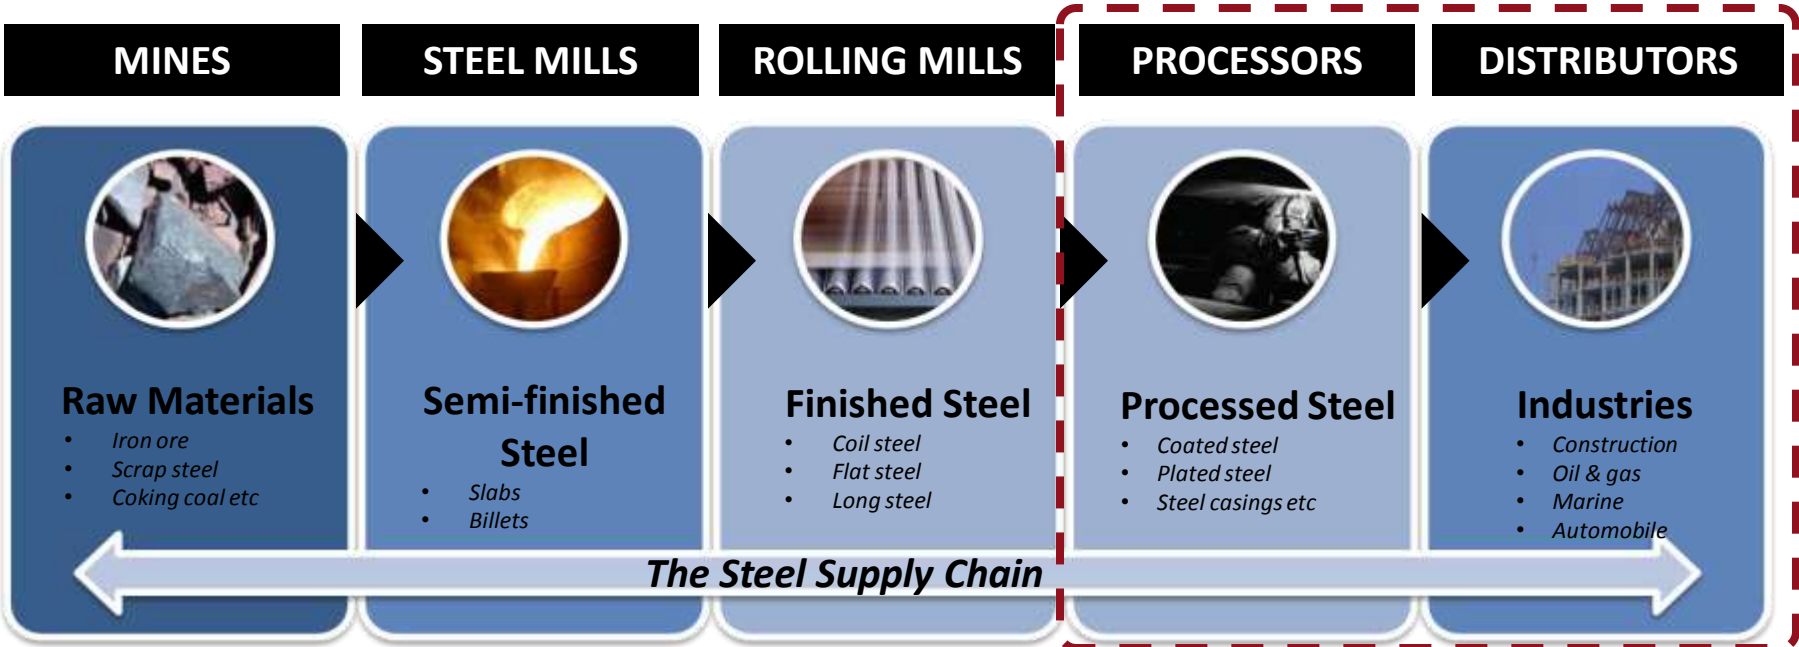 MINES
STEEL MILLS
ROLLING MILLS
PROCESSORS
DISTRIBUTORS
Raw Materials
• Iron ore
• Scrap steel
• Coking coal etc
Semi-finished
Steel
• Slabs
• Billets
Finished Steel
• Coil steel
• Flat steel
• Long steel
Processed Steel
• Coated steel
• Plated steel
• Steel casings etc
Industries
• Construction
• Oil & gas
• Marine
• Automobile
The Steel Supply Chain